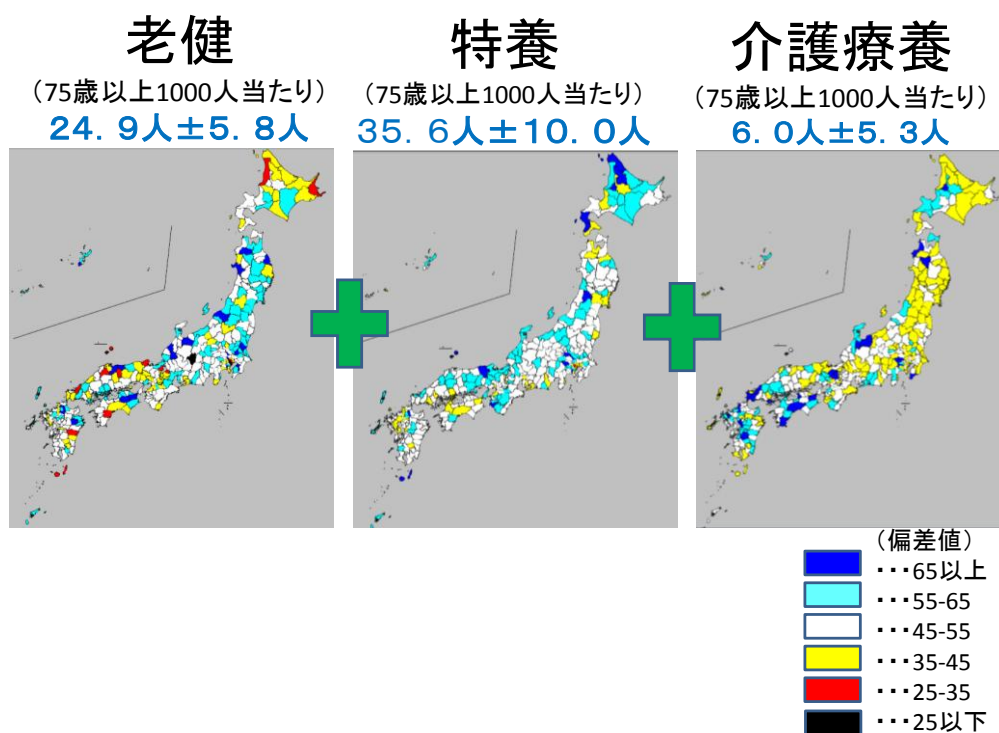 老健
（75歳以上1000人当たり）
24．9人±5．8人
特養
（75歳以上1000人当たり）
35．6人±10．0人
介護療養
（75歳以上1000人当たり）
6．0人±5．3人
（偏差値）
・・・65以上
・・・55-65
・・・45-55
・・・35-45
・・・25-35
・・・25以下